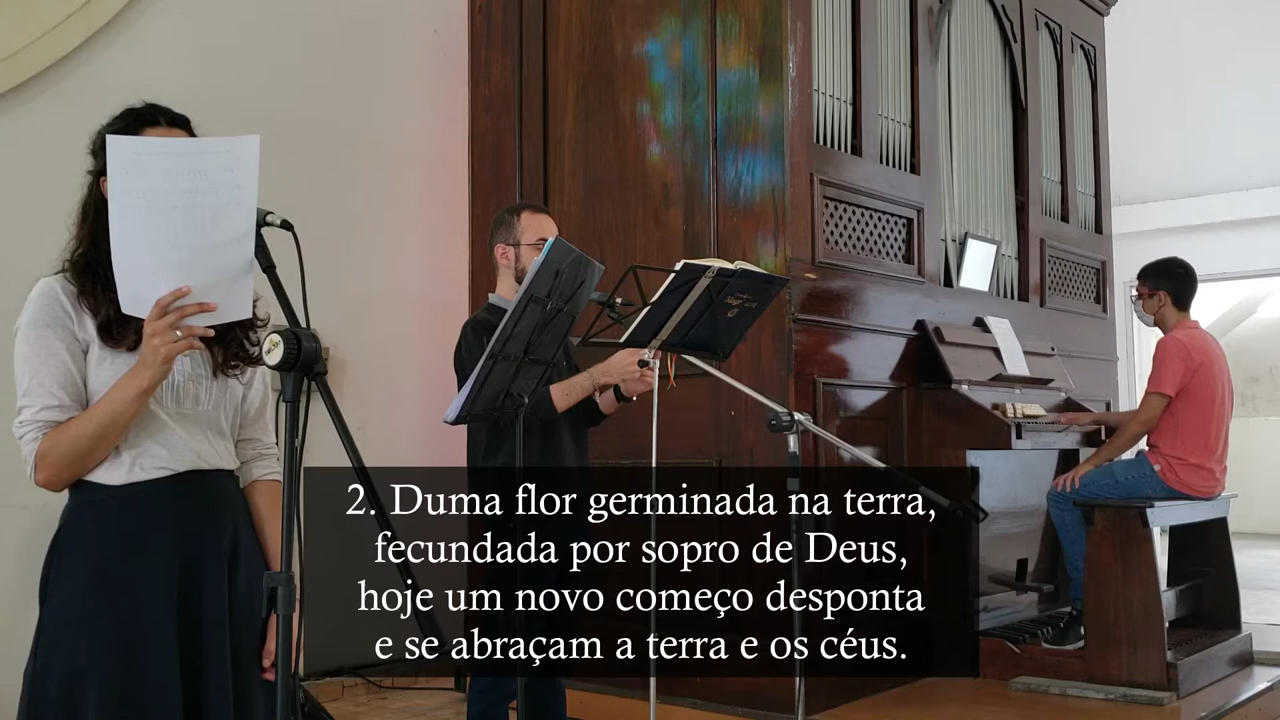 2. Duma flor germinada na terra,
fecundada por sopro de Deus,
hoje um novo começo desponta
e se abraçam a terra e os céus.